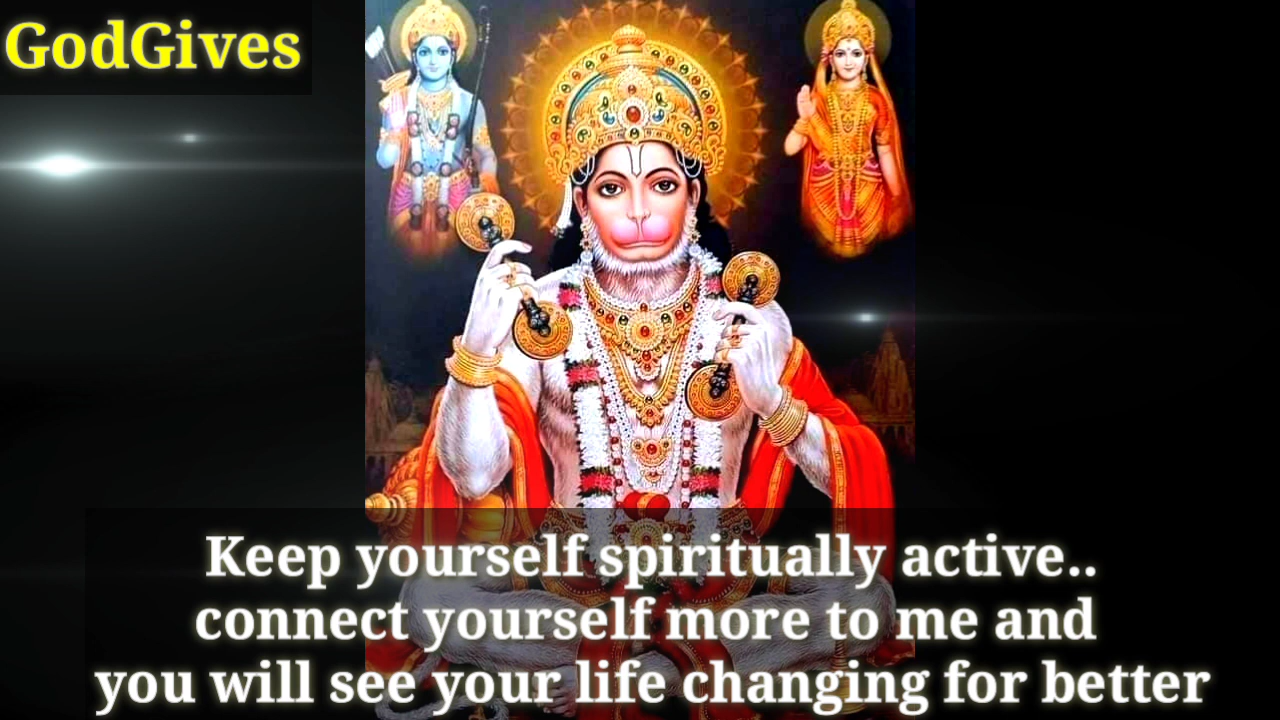 GodGives
Keep yourself spiritually active..
connect yourself more to me and
you will see your life changing for better